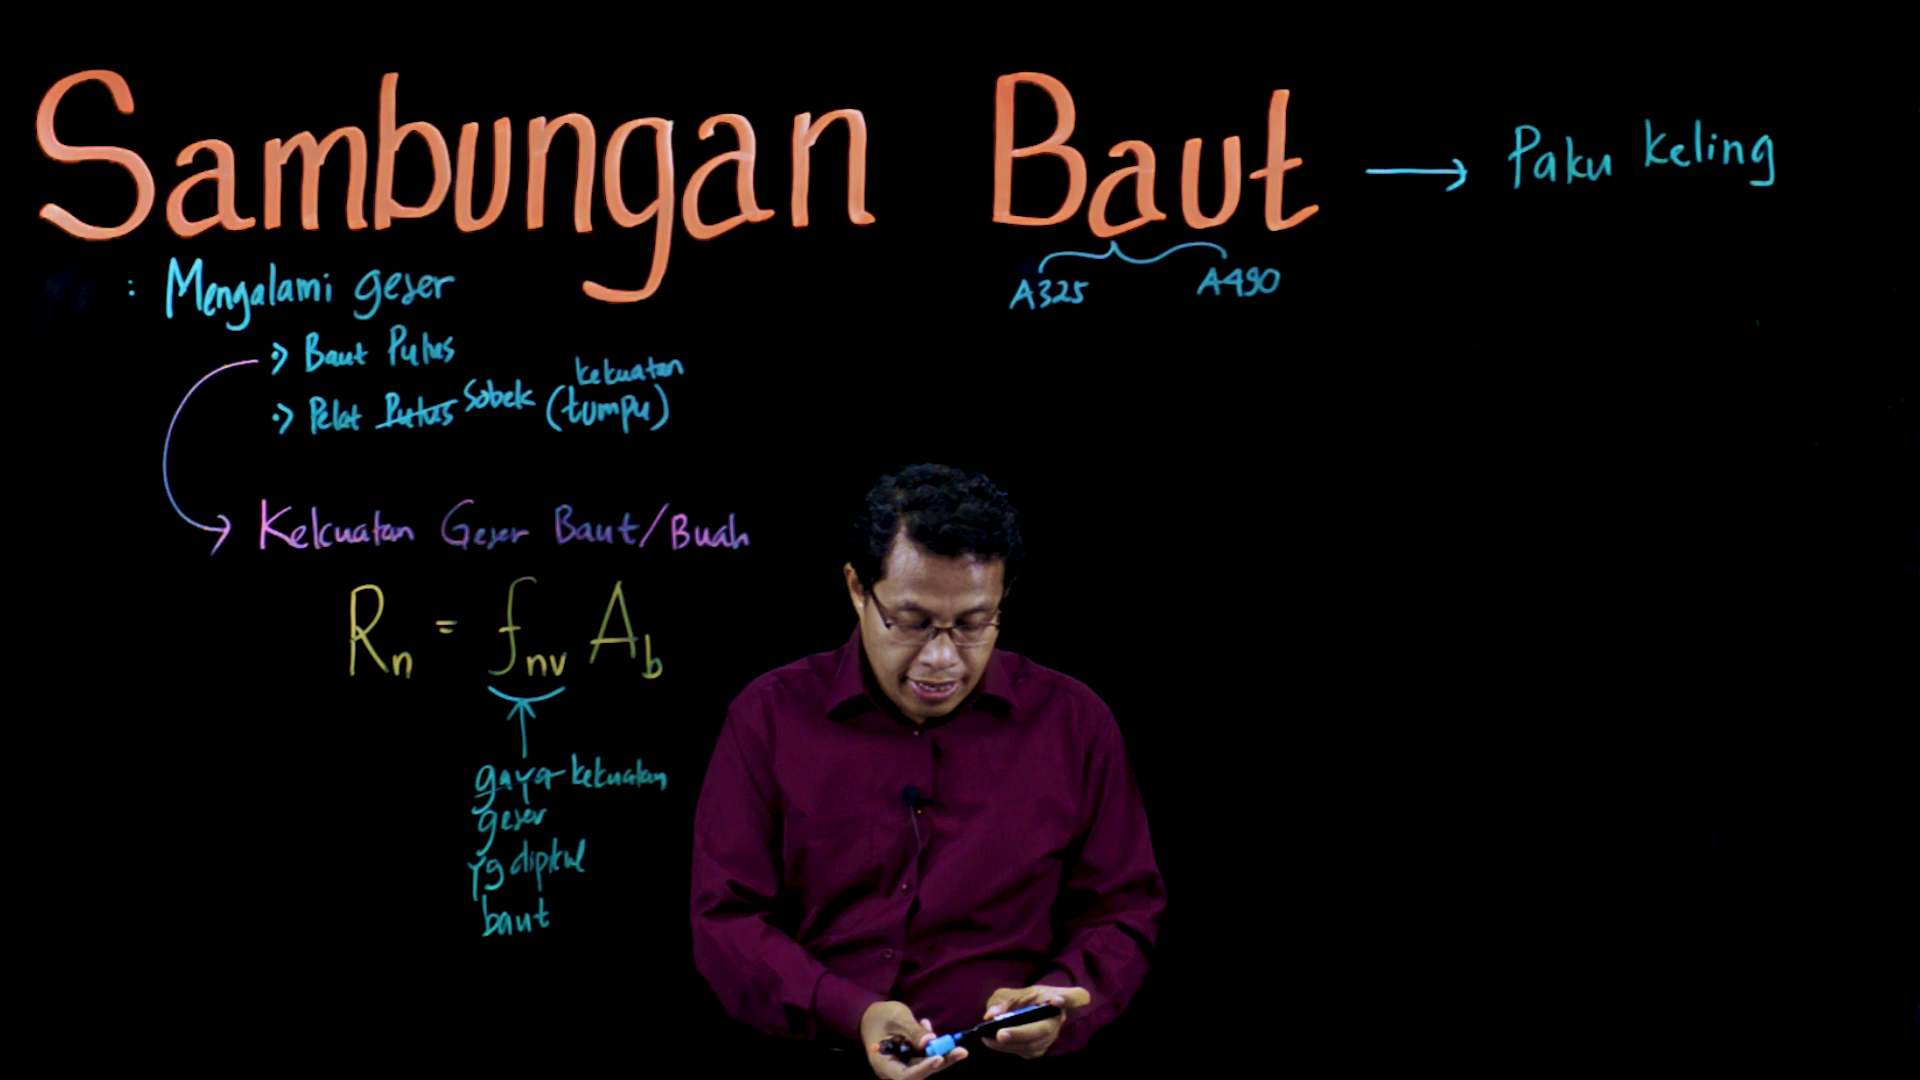 Sambungan Baut → Paku Keling
A325 A490
: Mengalami geser
Baut Putus
Pelat Putus Sobek (kekuatan tumpu)
Kekuatan Geser Baut/Buah
Rn = fnv Ab
gaya kekuatan
geser
yg dipikul
baut